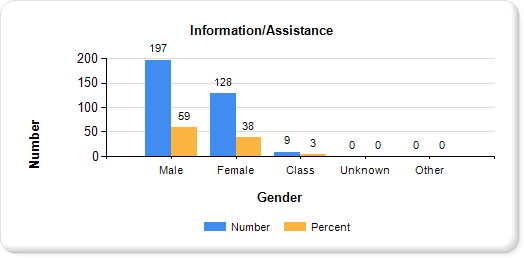 Information/Assistance
Number
200
150
100
50
0
197
59
128
38
9
3
0
0
0
0
Male
Female
Class
Unknown
Other
Gender
Number
Percent